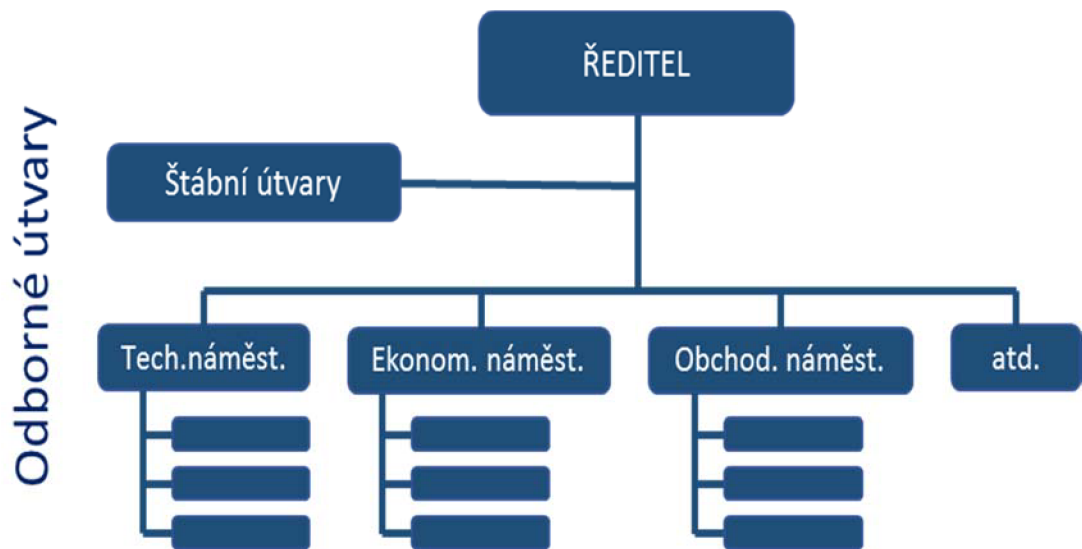 ŘEDITEL
Štábní útvary
Odborné útvary
Tech.náměst.
Ekonom. náměst.
Obchod. náměst.
atd.